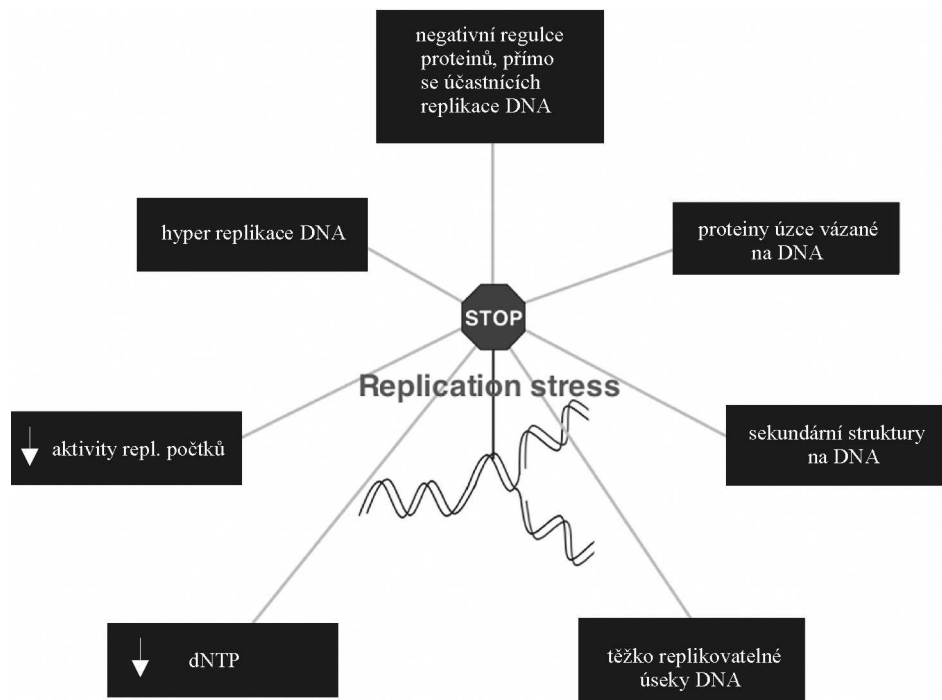 negativní regulce
proteinů, přímo
se účastnících
replikace DNA
hyper replikace DNA
proteiny úzce vázané
na DNA
STOP
Replication stress
↓ aktivity repl. počtků
sekundární struktury
na DNA
↓ dNTP
těžko replikovatelné
úseky DNA